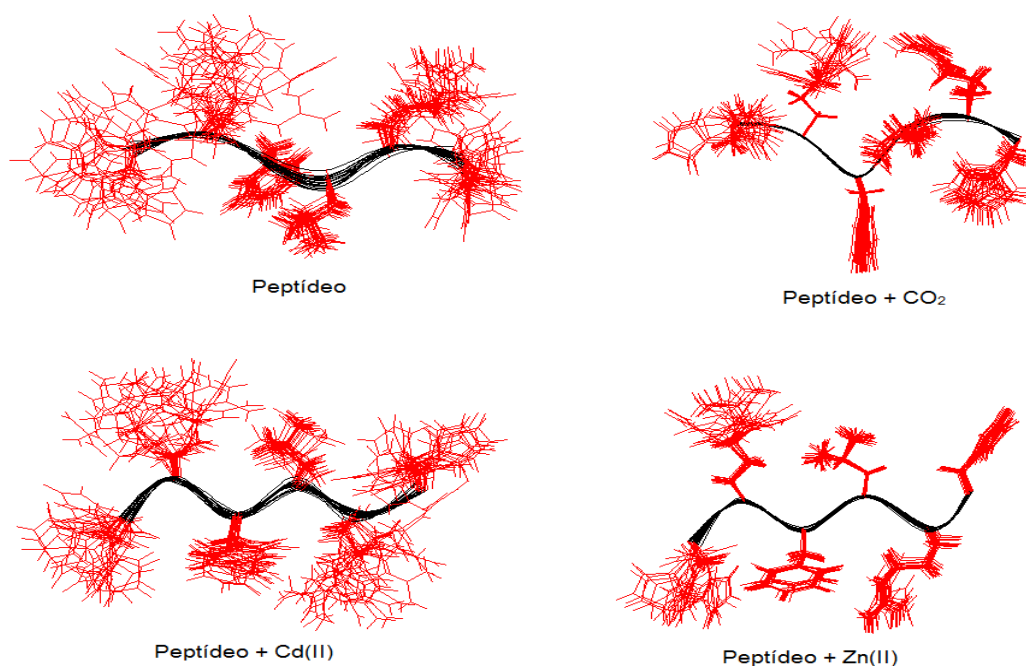 Peptídeo
Peptídeo + CO₂
Peptídeo + Cd(II)
Peptídeo + Zn(II)